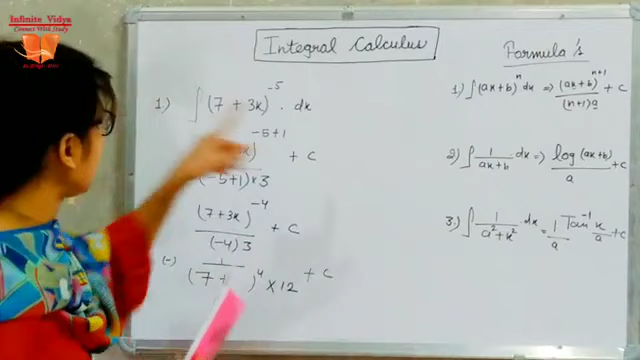 Infinite Vidya
Connect With Study
Integral Calculus
Formula's
1) ∫ (7 + 3x)^-5 . dx
-5+1
x) + C
(-5+1)×3
(7+3x)^-4 / (-4)3 + C
(-) 1 / (7+ )^4 × 12 + C
1) ∫(ax+b)^n dx => (ax+b)^n+1 / (n+1)a + C
2) ∫ 1/(ax+b) .dx => log(ax+b) / a + C
3.) ∫ 1/(a²+x²) .dx = 1/a Tan^-1 x/a + C